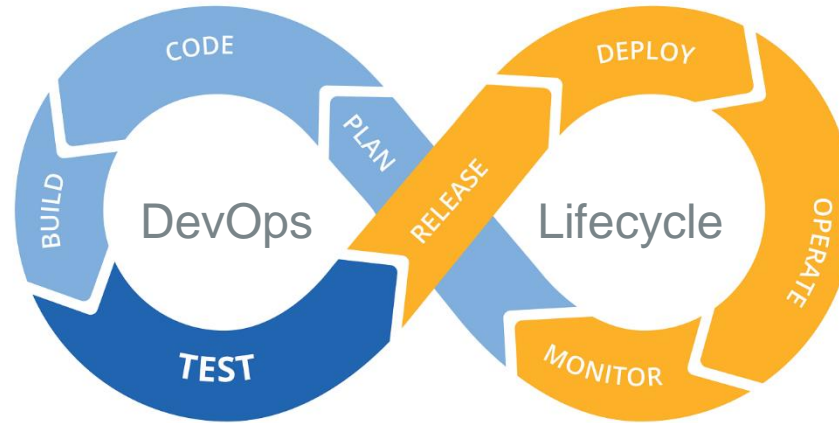 CODE
DEPLOY
PLAN
BUILD
DevOps
RELEASE
Lifecycle
OPERATE
TEST
MONITOR